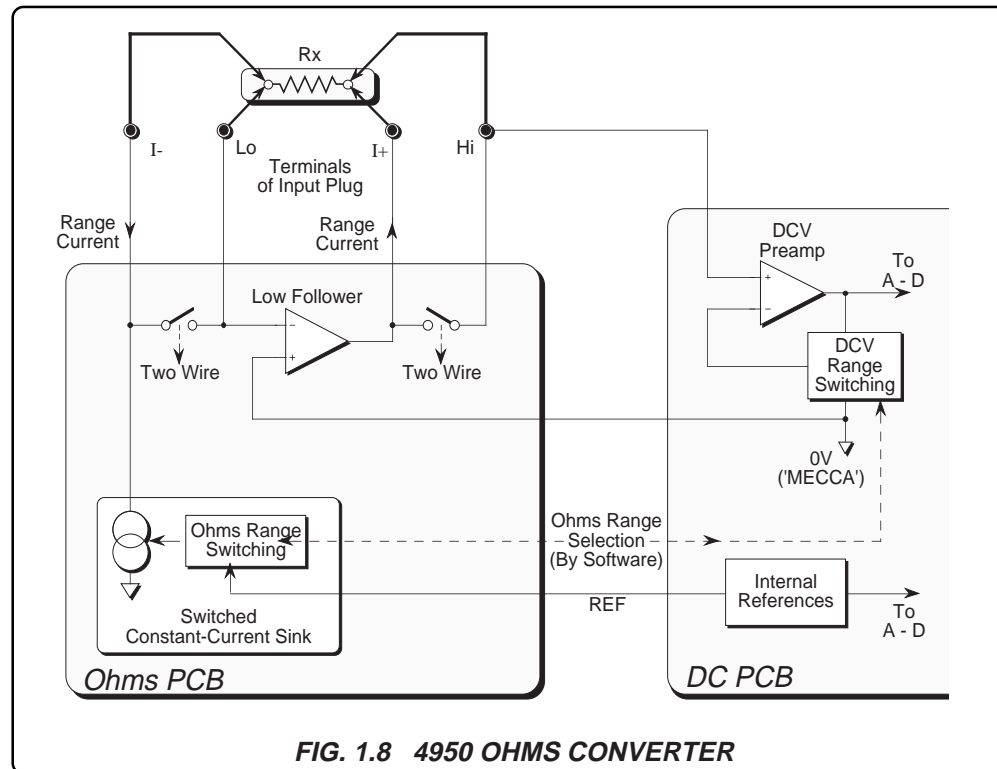 Rx
I-
Lo
I+
Hi
Terminals
of Input Plug
Range
Current
Range
Current
DCV
Preamp
To
A - D
+
−
Low Follower
−
+
Two Wire
Two Wire
DCV
Range
Switching
0V
('MECCA')
Ohms Range
Switching
Ohms Range
Selection
(By Software)
Switched
Constant-Current Sink
REF
Internal
References
To
A - D
Ohms PCB
DC PCB
FIG. 1.8 4950 OHMS CONVERTER